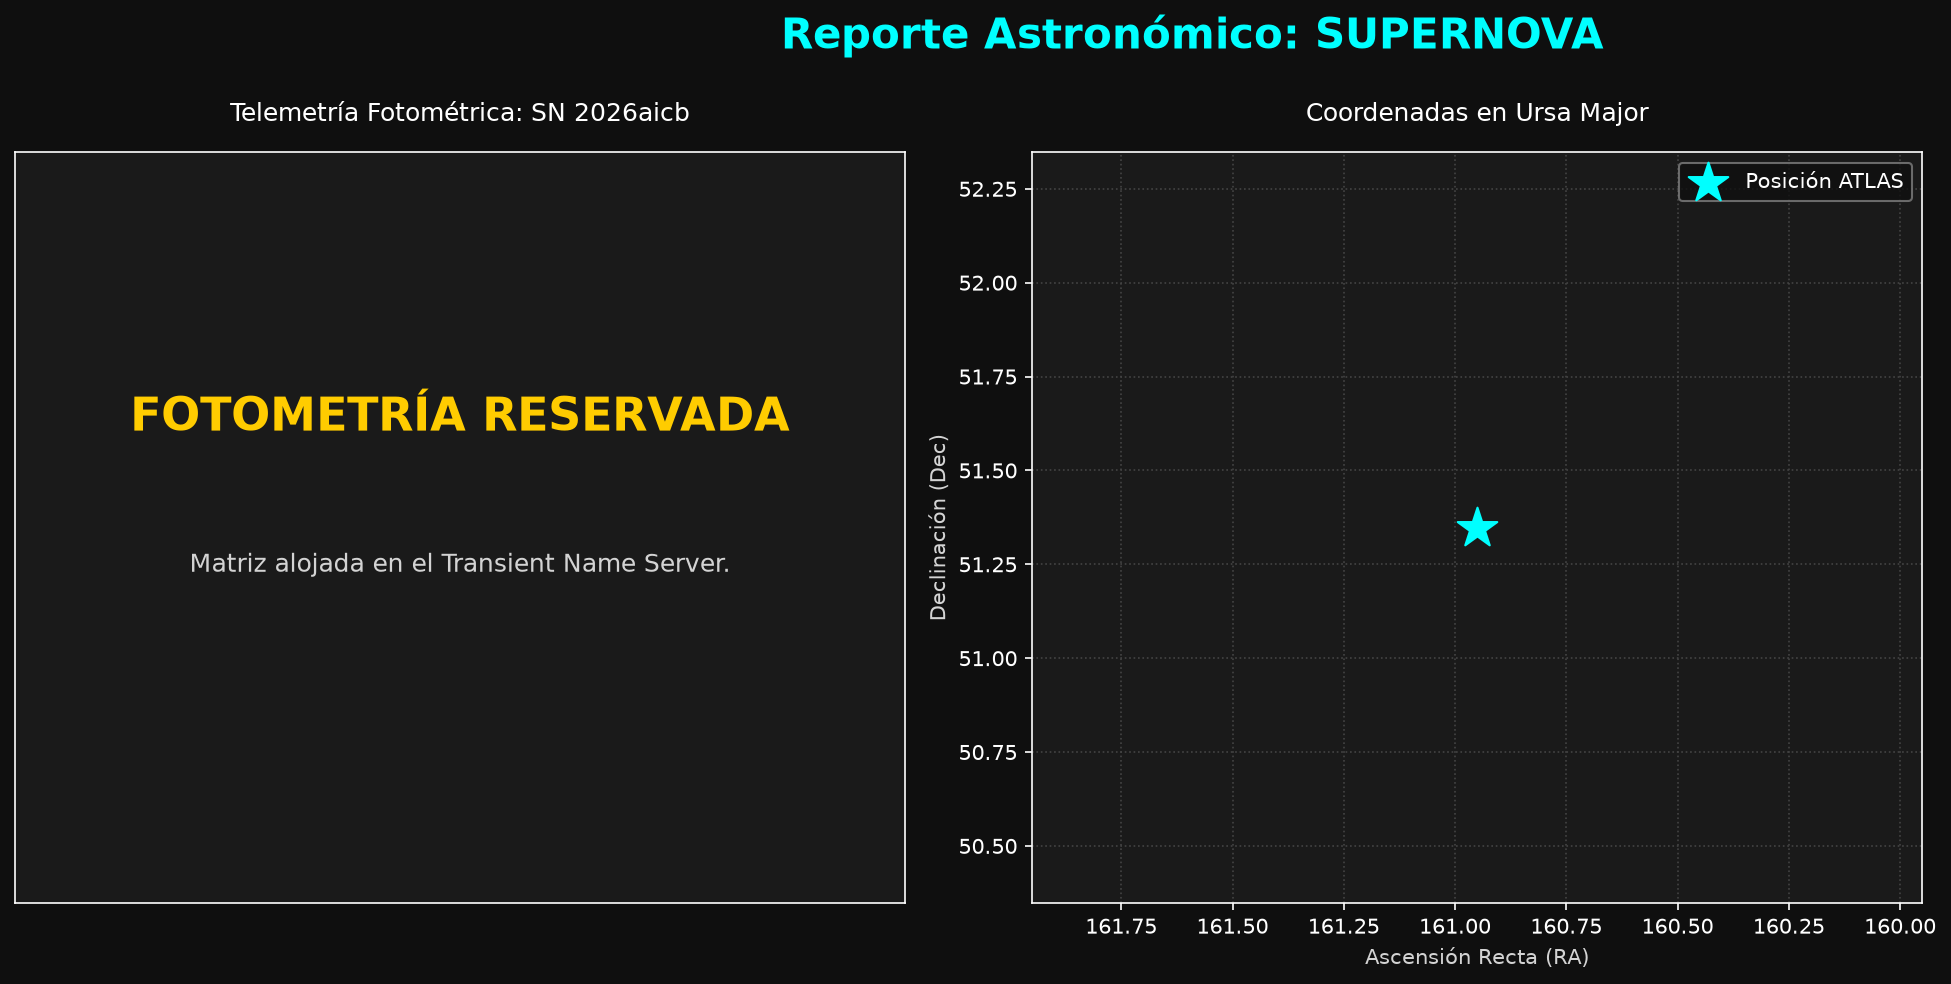 Reporte Astronómico: SUPERNOVA
Telemetría Fotométrica: SN 2026aicb
FOTOMETRÍA RESERVADA
Matriz alojada en el Transient Name Server.
Coordenadas en Ursa Major
Posición ATLAS
Declinación (Dec)
52.25
52.00
51.75
51.50
51.25
51.00
50.75
50.50
161.75 161.50 161.25 161.00 160.75 160.50 160.25 160.00
Ascensión Recta (RA)